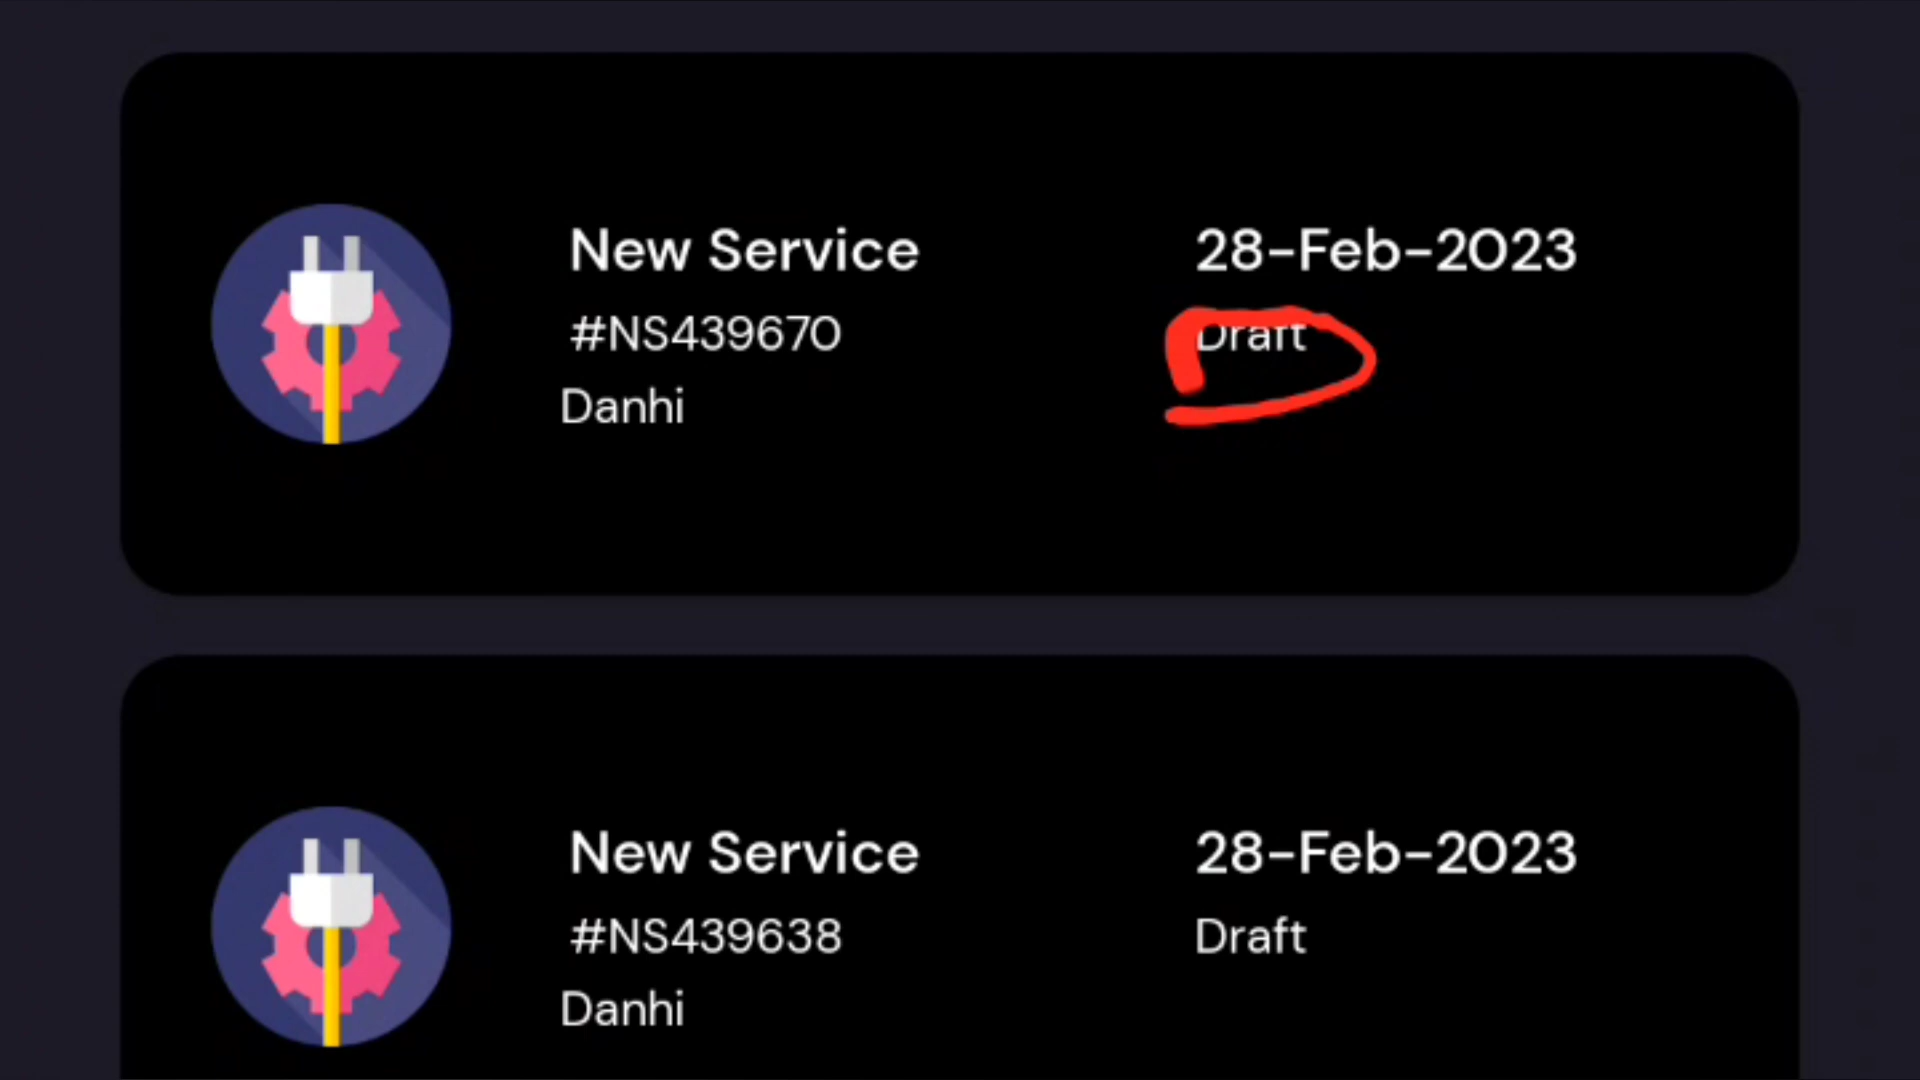 New Service
28-Feb-2023
#NS439670
Draft
Danhi
New Service
28-Feb-2023
#NS439638
Draft
Danhi